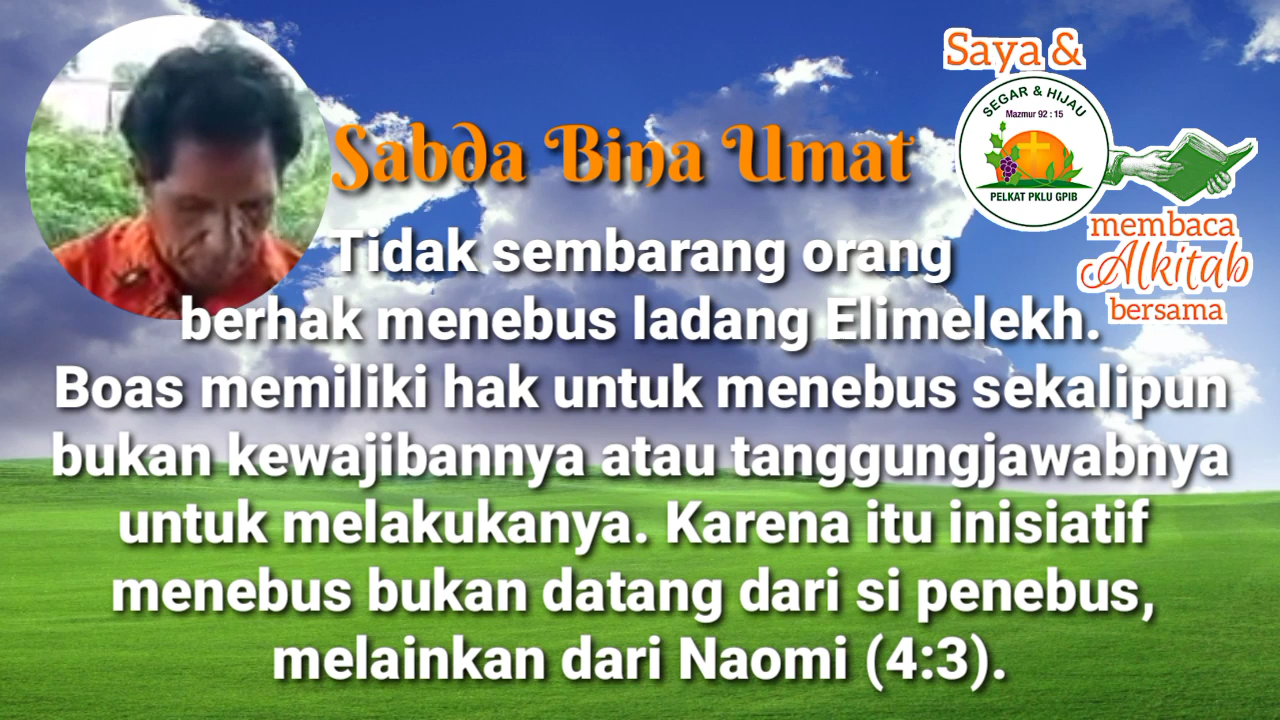 Saya &
SEGAR & HIJAU
Mazmur 92 : 15
PELKAT PKLU GPIB
membaca
Alkitab
bersama
Sabda Bina Umat
Tidak sembarang orang
berhak menebus ladang Elimelekh.
Boas memiliki hak untuk menebus sekalipun
bukan kewajibannya atau tanggungjawabnya
untuk melakukanya. Karena itu inisiatif
menebus bukan datang dari si penebus,
melainkan dari Naomi (4:3).